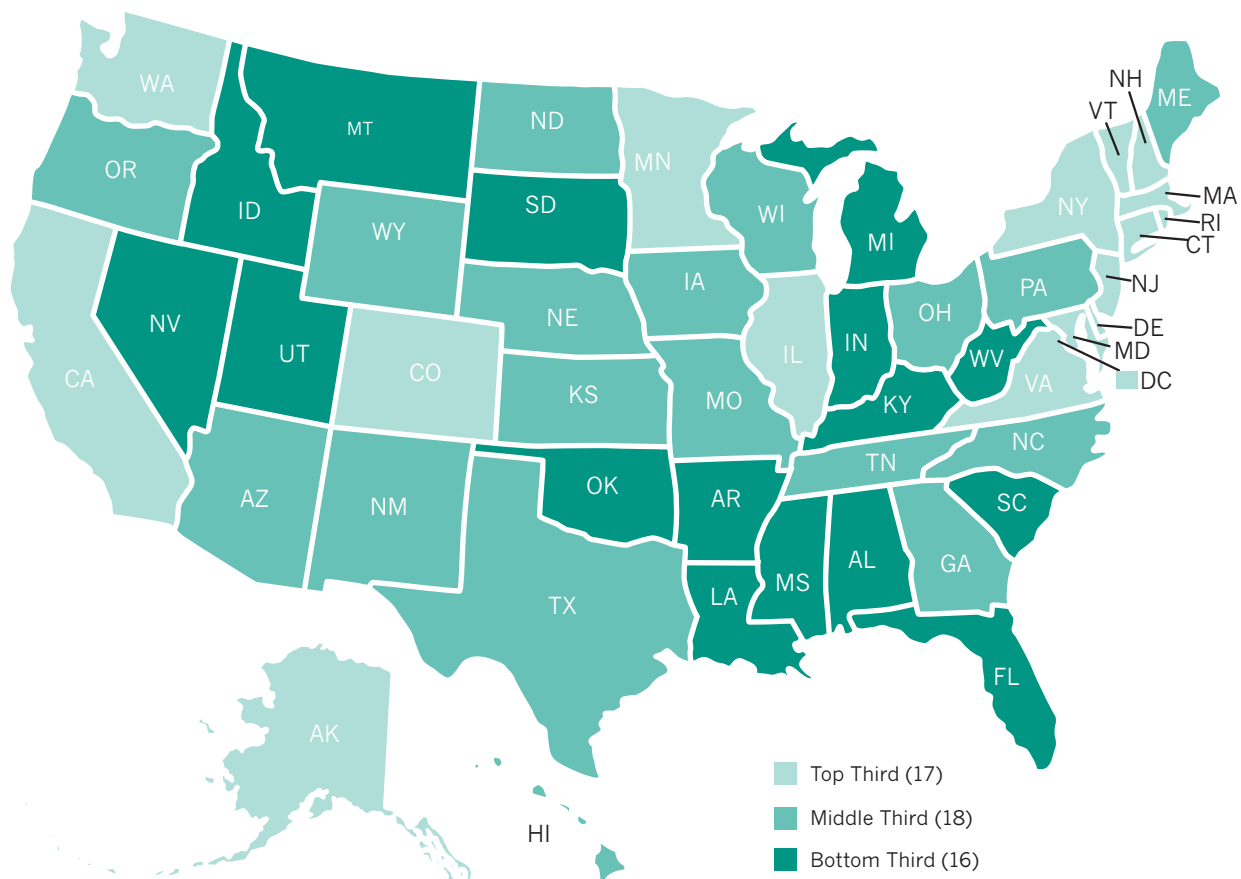 WA
MT
ND
MN
OR
ID
SD
WI
MI
WY
IA
NE
NV
UT
CO
CA
KS
MO
IL
IN
OH
PA
NY
VT
NH
ME
MA
RI
CT
NJ
DE
MD
DC
WV
VA
KY
NC
TN
SC
AZ
NM
OK
AR
TX
LA
MS
AL
GA
FL
AK
HI
Top Third (17)
Middle Third (18)
Bottom Third (16)